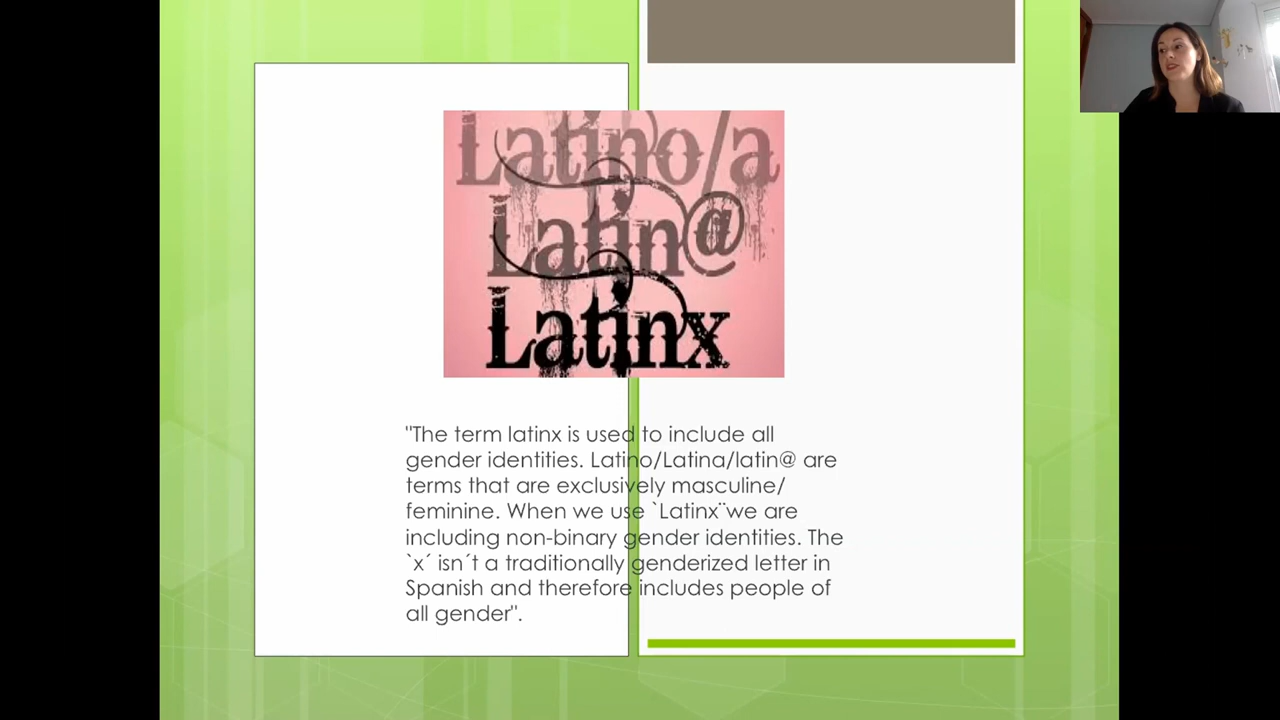 Latino/a
Latin@
Latinx
"The term latinx is used to include all
gender identities. Latino/Latina/latin@ are
terms that are exclusively masculine/
feminine. When we use `Latinx¨we are
including non-binary gender identities. The
`x´ isn´t a traditionally genderized letter in
Spanish and therefore includes people of
all gender".